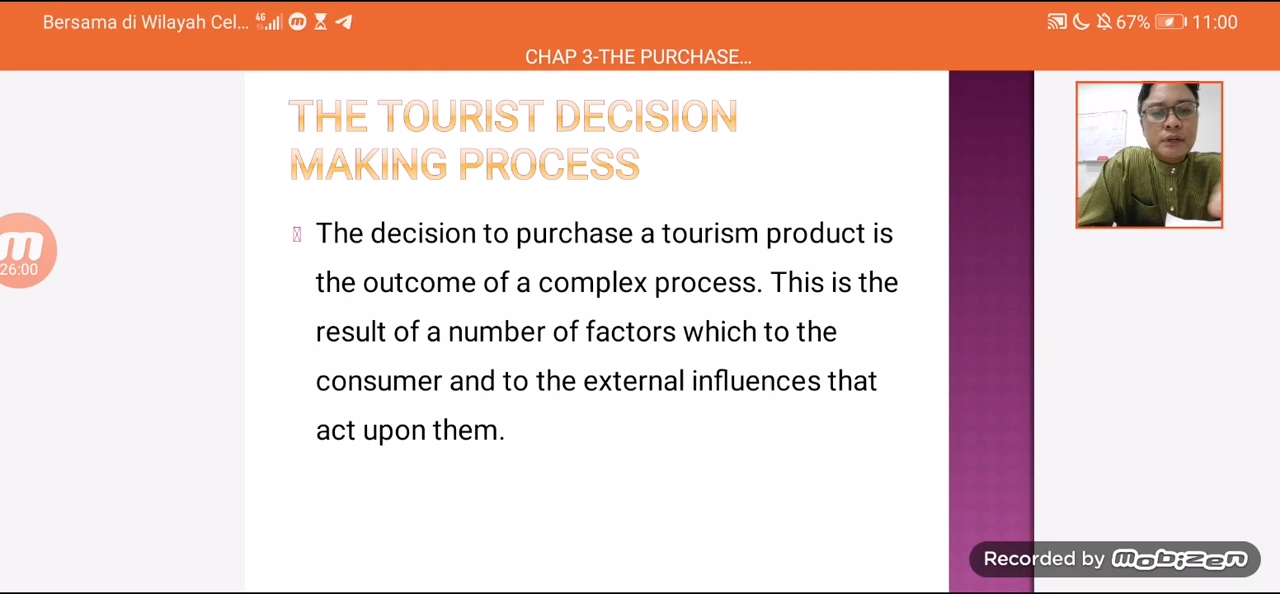 Bersama di Wilayah Cel... 4G 67% 11:00
CHAP 3-THE PURCHASE...
THE TOURIST DECISION
MAKING PROCESS
The decision to purchase a tourism product is
the outcome of a complex process. This is the
result of a number of factors which to the
consumer and to the external influences that
act upon them.
m
26:00
Recorded by mobizen